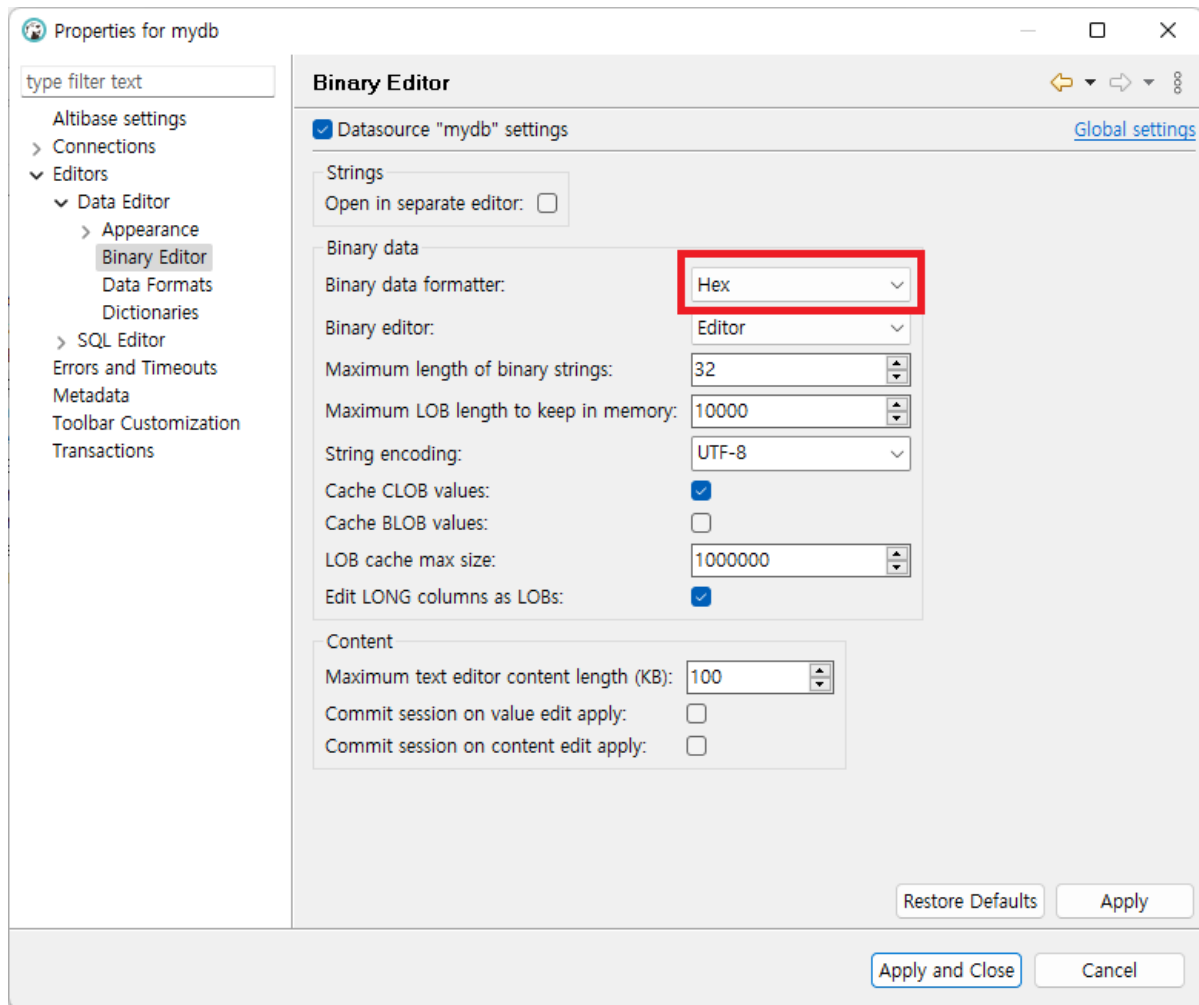 Properties for mydb
type filter text
Altibase settings
Connections
Editors
Data Editor
Appearance
Binary Editor
Data Formats
Dictionaries
SQL Editor
Errors and Timeouts
Metadata
Toolbar Customization
Transactions
Binary Editor
Datasource "mydb" settings
Global settings
Strings
Open in separate editor:
Binary data
Binary data formatter: Hex
Binary editor: Editor
Maximum length of binary strings: 32
Maximum LOB length to keep in memory: 10000
String encoding: UTF-8
Cache CLOB values:
Cache BLOB values:
LOB cache max size: 1000000
Edit LONG columns as LOBs:
Content
Maximum text editor content length (KB): 100
Commit session on value edit apply:
Commit session on content edit apply:
Restore Defaults
Apply
Apply and Close
Cancel